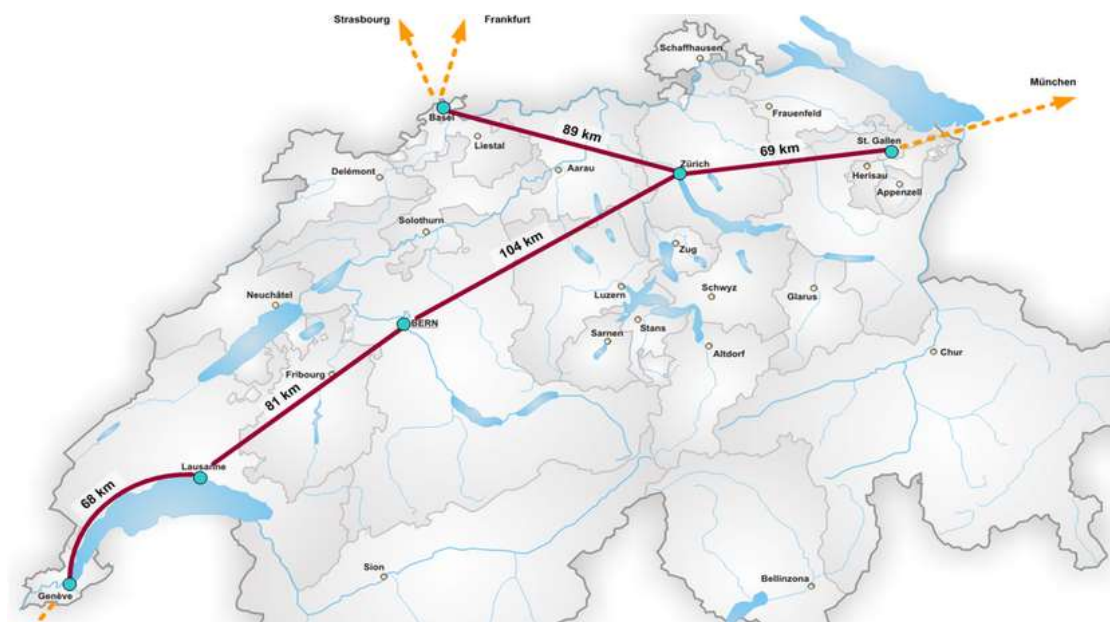 Strasbourg
Frankfurt
Schaffhausen
München
Basel
89 km
Frauenfeld
St. Gallen
Liestal
69 km
Zürich
Delémont
Aarau
Herisau
Appenzell
Solothurn
104 km
Zug
Neuchâtel
Luzern
Schwyz
Glarus
BERN
Stans
Sarnen
Altdorf
Chur
Fribourg
81 km
Lausanne
68 km
Sion
Bellinzona
Genève